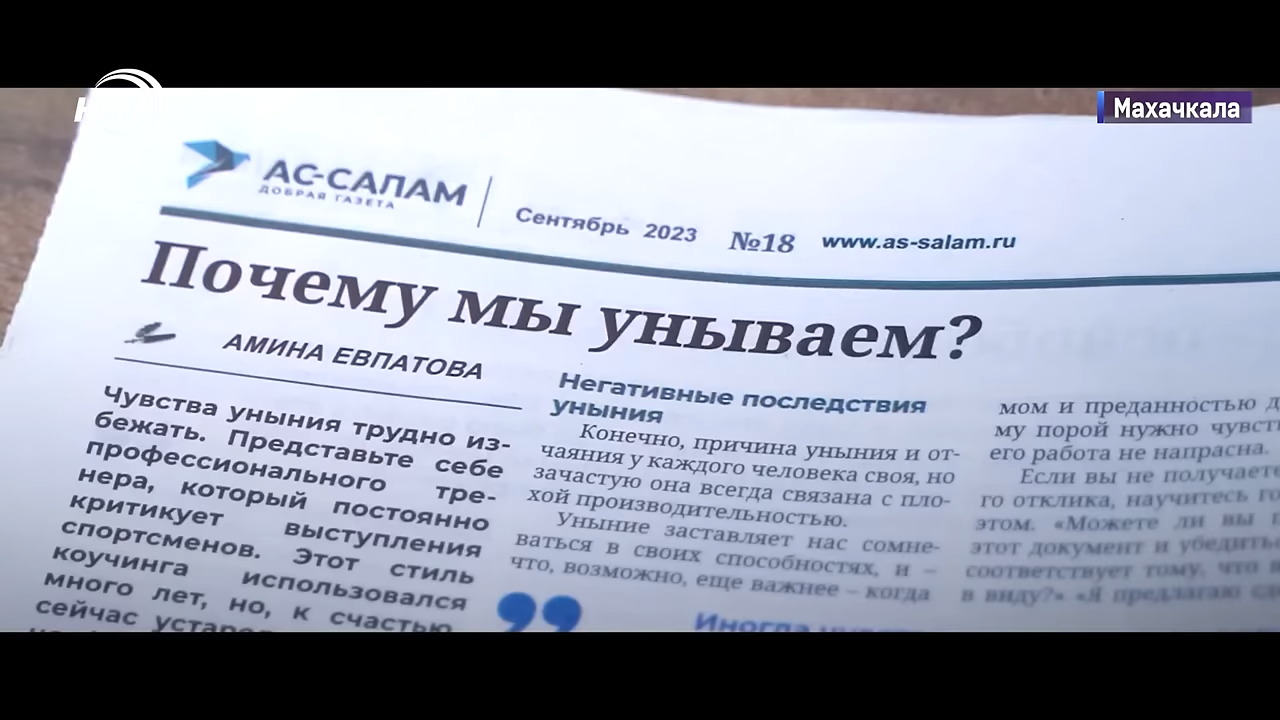 Махачкала
АС-САЛАМ
ДОБРАЯ ГАЗЕТА
Сентябрь 2023 №18 www.as-salam.ru
Почему мы унываем?
АМИНА ЕВПАТОВА
Чувства уныния трудно из-
бежать. Представьте себе
профессионального тре-
нера, который постоянно
критикует выступления
спортсменов. Этот стиль
коучинга использовался
много лет, но, к счастью
сейчас
Негативные последствия
уныния
Конечно, причина уныния и от-
чаяния у каждого человека своя, но
зачастую она всегда связана с пло-
хой производительностью.
Уныние заставляет нас сомне-
ваться в своих способностях, и –
что, возможно, еще важнее – когда
Иногда
мом и преданностью
му порой нужно
его работа не напрасна.
Если вы не
го отклика, научитесь
этом. «Можете ли вы
этот документ и
соответствует тому, что
в виду?» «Я предлагаю